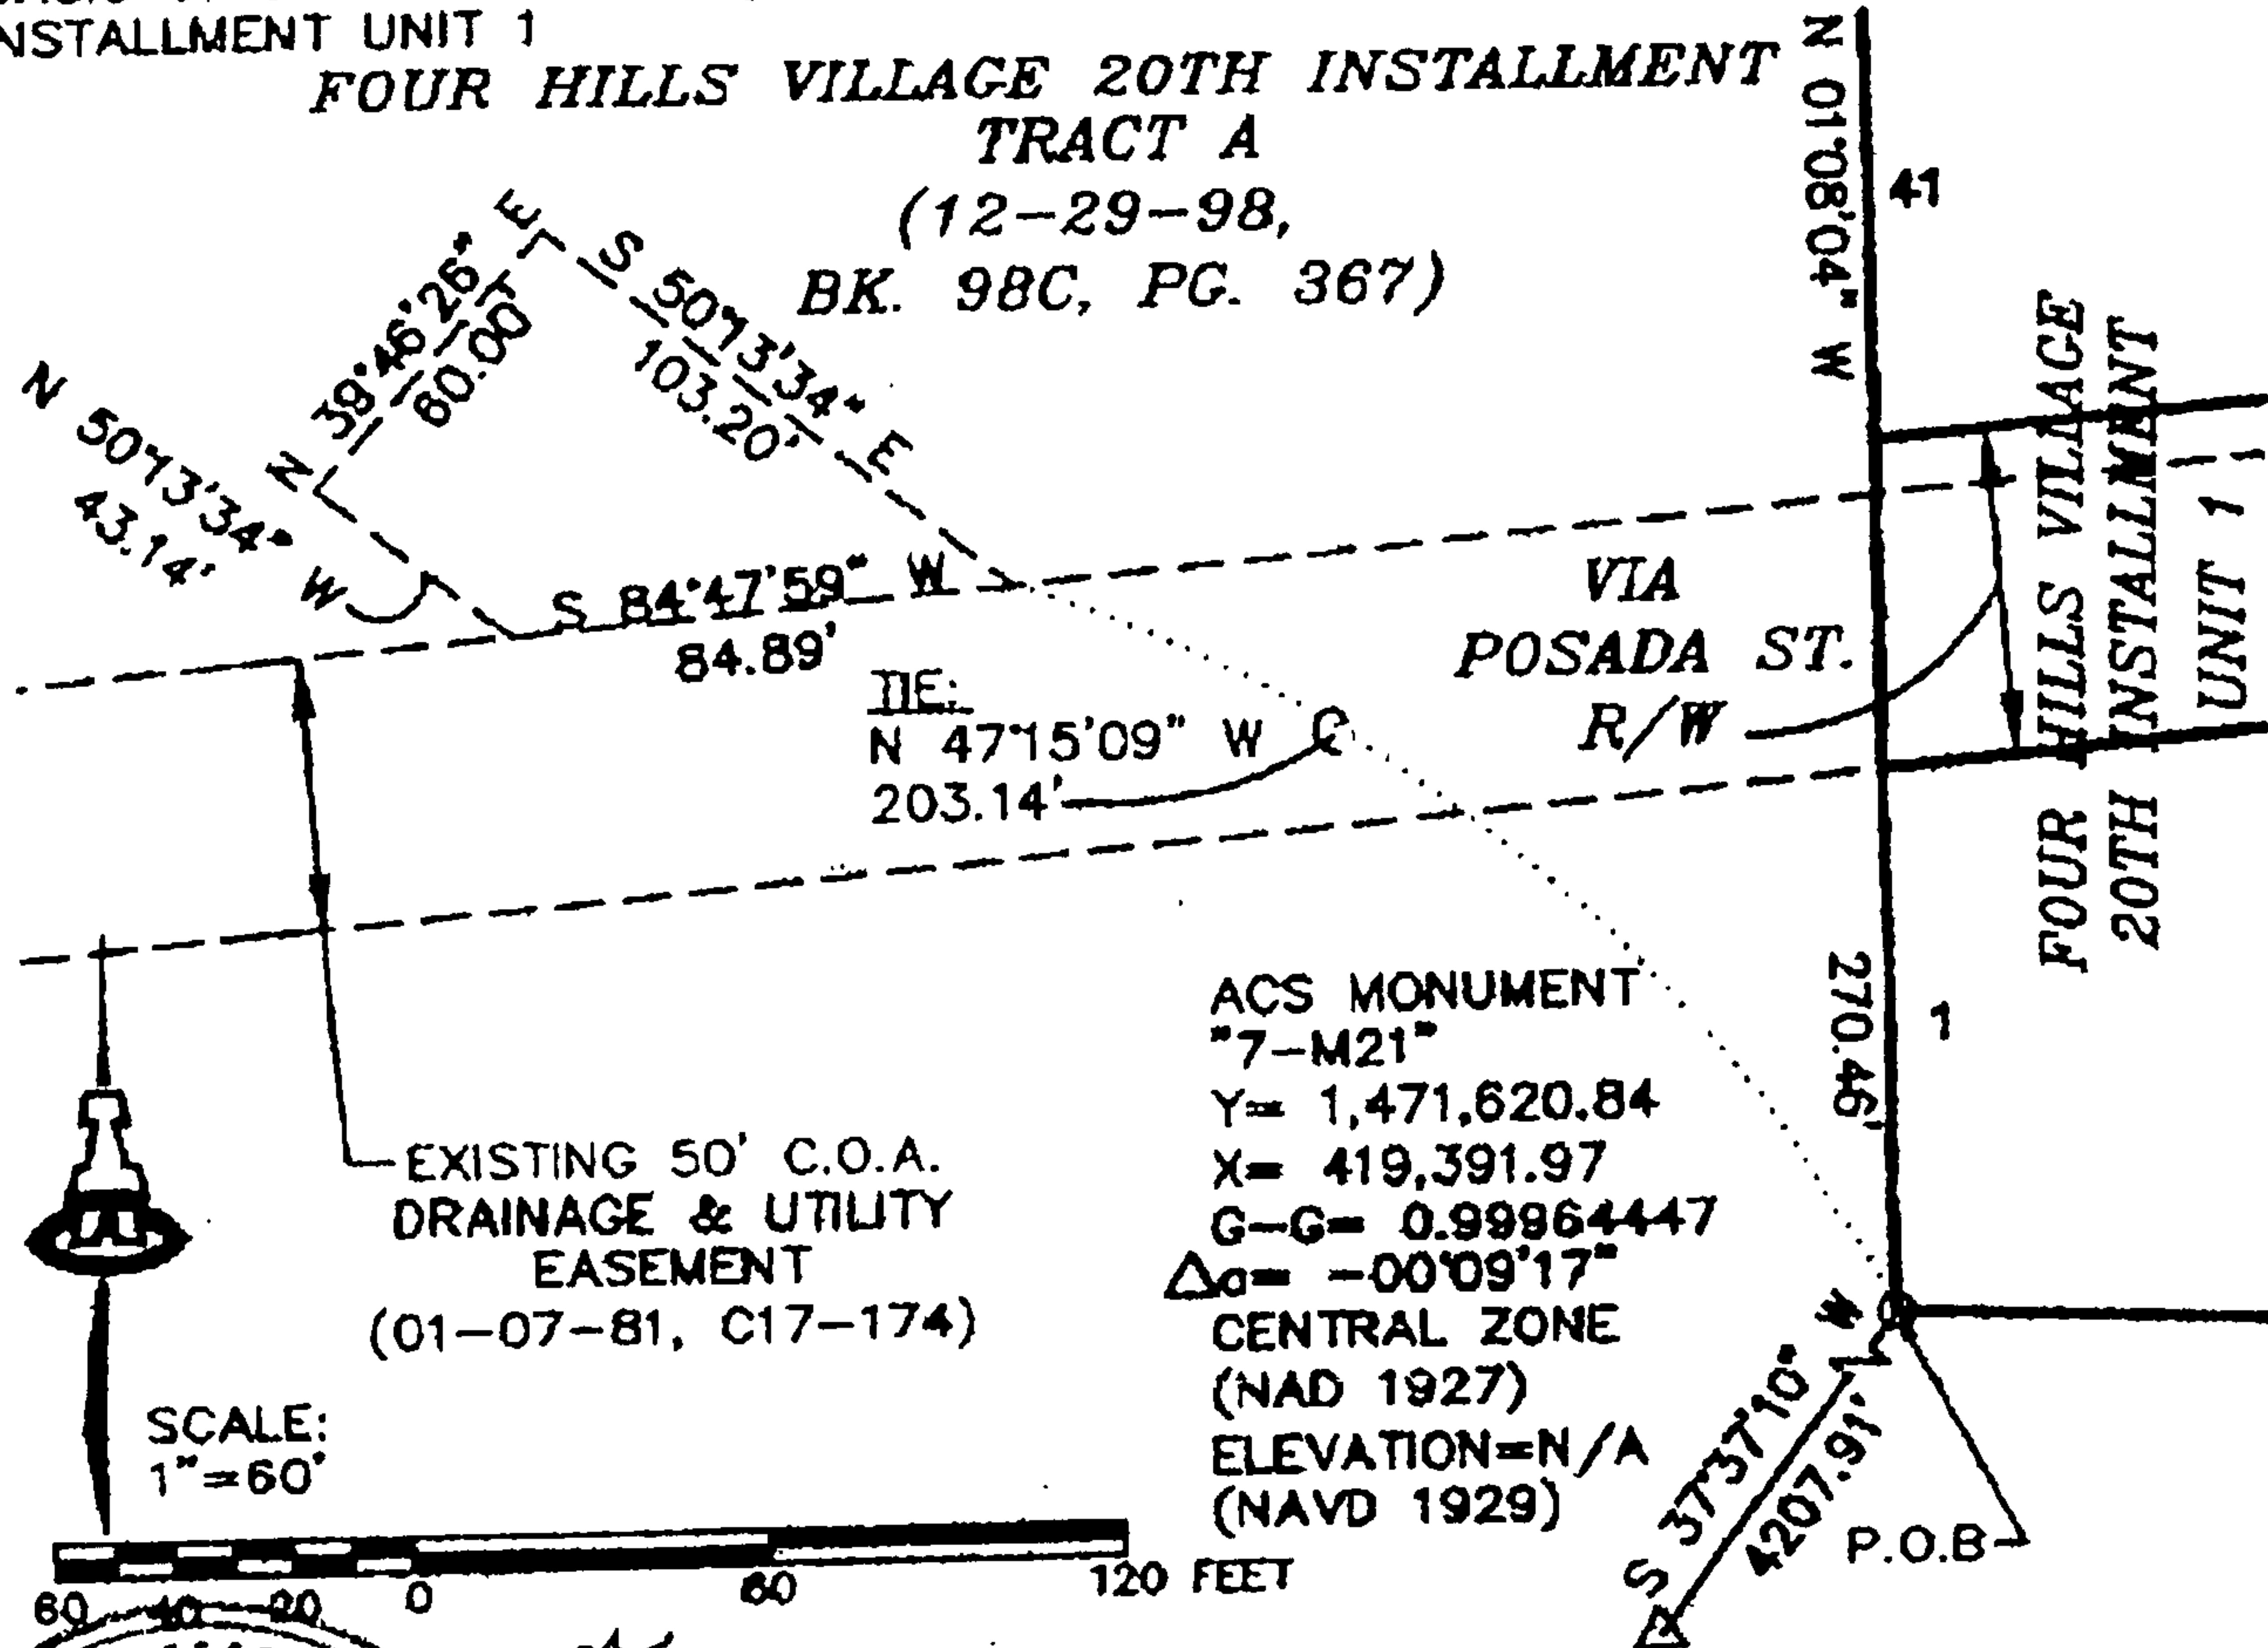 INSTALLMENT UNIT 1
FOUR HILLS VILLAGE 20TH INSTALLMENT
TRACT A
(12-29-98,
BK. 98C, PG. 367)
N 01°08'04" W
270.46'
41
1
N 39°46'26" E
60.00'
S 50°13'34" E
103.20'
N 50°13'34" W
43.14'
S 84°47'59" W
84.89'
TIE:
N 47°15'09" W
203.14'
VIA
POSADA ST.
R/W
FOUR HILLS VILLAGE
20TH INSTALLMENT
UNIT 1
ACS MONUMENT
"7-M21"
Y= 1,471,620.84
X= 419,391.97
G-G= 0.99964447
Δα= -00°09'17"
CENTRAL ZONE
(NAD 1927)
ELEVATION=N/A
(NAVD 1929)
EXISTING 50' C.O.A.
DRAINAGE & UTILITY
EASEMENT
(01-07-81, C17-174)
SCALE:
1"=60'
60 40 20 0 60 120 FEET
S 37°37'10" W
4207.91'
P.O.B